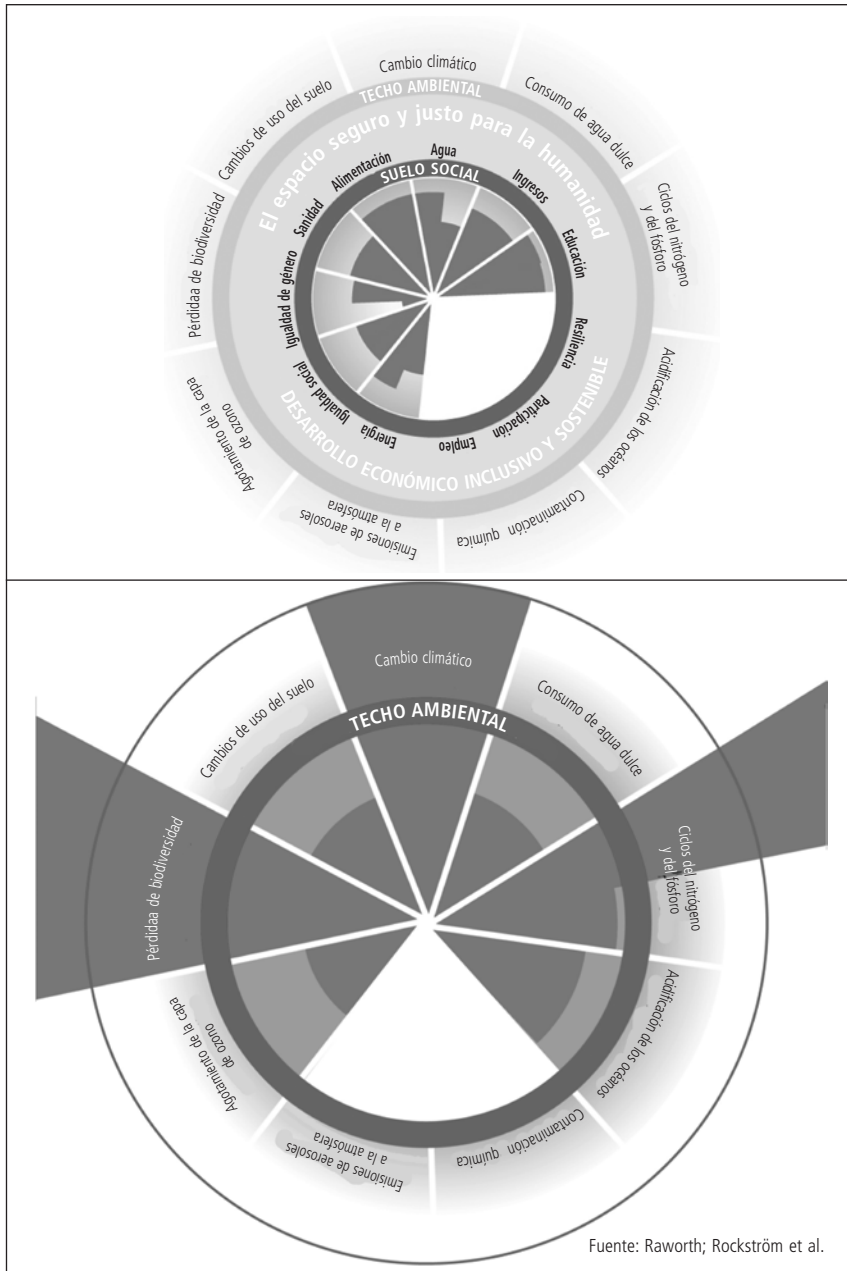 Cambio climático
Consumo de agua dulce
Ciclos del nitrógeno
y del fósforo
Acidificación de los océanos
Contaminación química
Emisiones de aerosoles
a la atmósfera
Agotamiento de la capa
de ozono
Pérdidaa de biodiversidad
Cambios de uso del suelo
TECHO AMBIENTAL
El espacio seguro y justo para la humanidad
SUELO SOCIAL
Agua
Ingresos
Educación
Resiliencia
Participación
Empleo
Energía
Igualdad social
Igualdad de género
Sanidad
Alimentación
DESARROLLO ECONÓMICO INCLUSIVO Y SOSTENIBLE
Cambio climático
Consumo de agua dulce
Ciclos del nitrógeno
y del fósforo
Acidificación de los océanos
Contaminación química
Emisiones de aerosoles
a la atmósfera
Agotamiento de la capa
de ozono
Pérdidaa de biodiversidad
Cambios de uso del suelo
TECHO AMBIENTAL
Fuente: Raworth; Rockström et al.